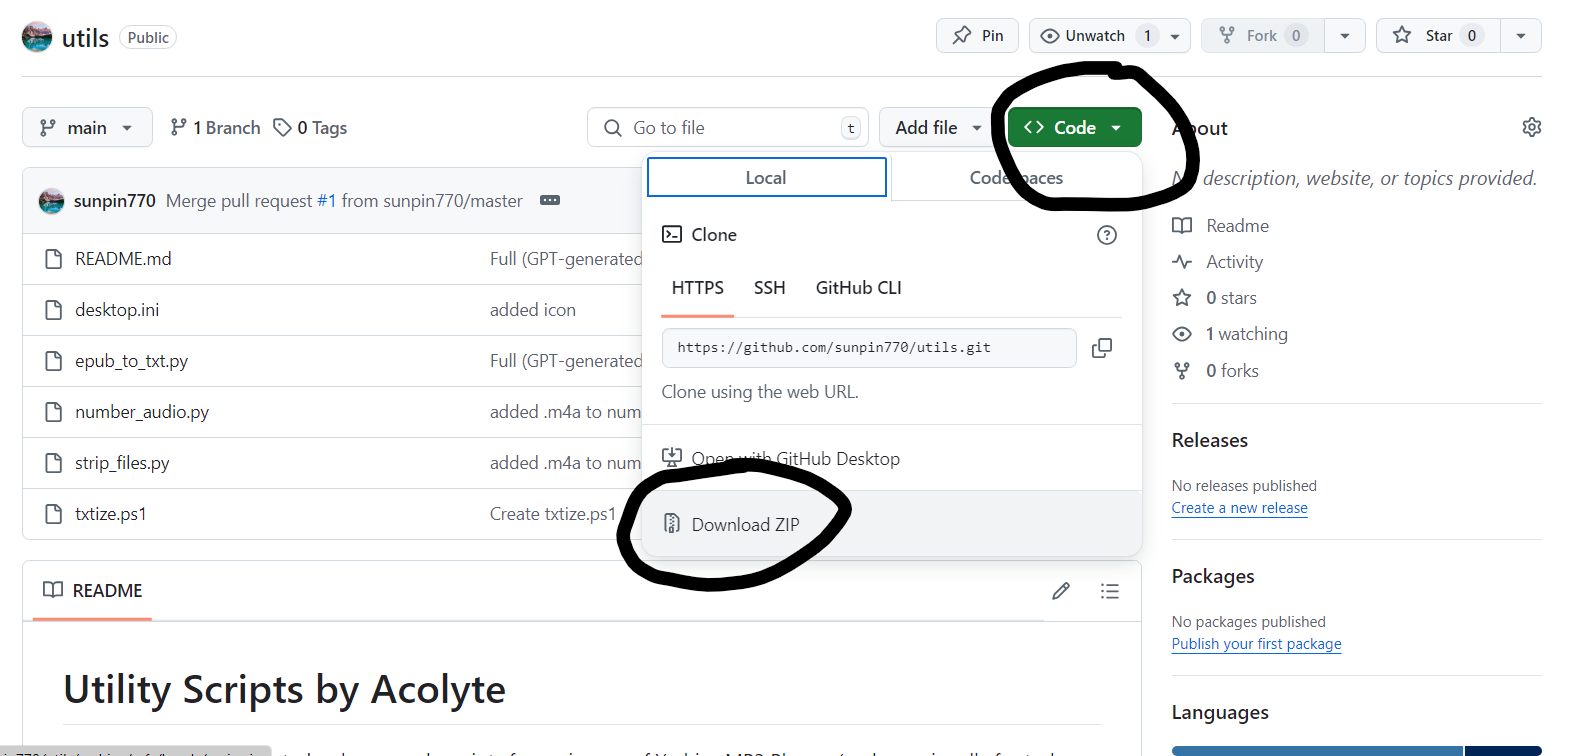 utils Public Pin Unwatch 1 Fork 0 Star 0
main 1 Branch 0 Tags Go to file t Add file Code
Local Codespaces
sunpin770 Merge pull request #1 from sunpin770/master
README.md Full (GPT-generated
desktop.ini added icon
epub_to_txt.py Full (GPT-generated
number_audio.py added .m4a to num
strip_files.py added .m4a to num
txtize.ps1 Create txtize.ps1
Clone
HTTPS SSH GitHub CLI
https://github.com/sunpin770/utils.git
Clone using the web URL.
Open with GitHub Desktop
Download ZIP
README
Utility Scripts by Acolyte
About
description, website, or topics provided.
Readme
Activity
0 stars
1 watching
0 forks
Releases
No releases published
Create a new release
Packages
No packages published
Publish your first package
Languages